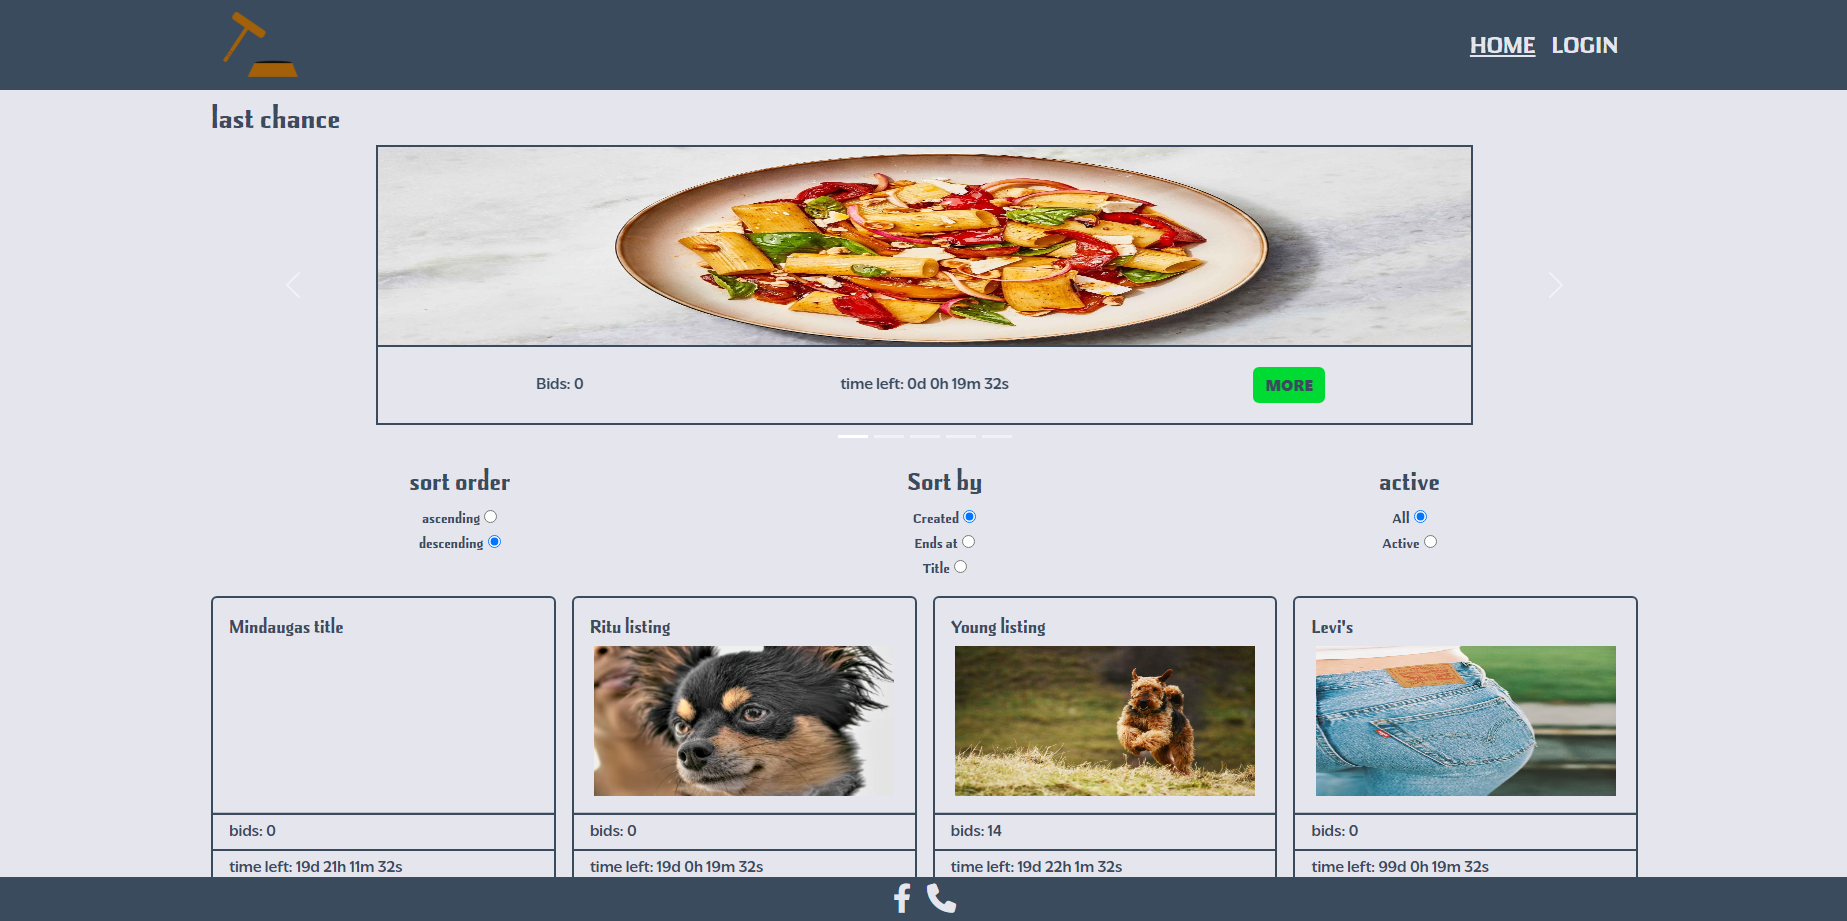 HOME LOGIN
last chance
Bids: 0 time left: 0d 0h 19m 32s MORE
sort order Sort by active
ascending Created All
descending Ends at Active
Title
Mindaugas title Ritu listing Young listing Levi's
bids: 0 bids: 0 bids: 14 bids: 0
time left: 19d 21h 11m 32s time left: 19d 0h 19m 32s time left: 19d 22h 1m 32s time left: 99d 0h 19m 32s